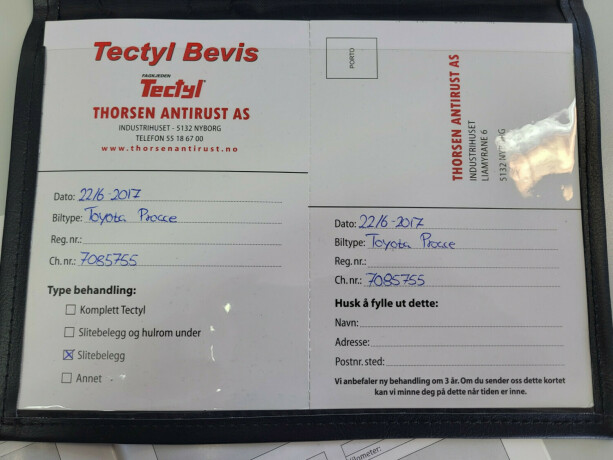 Tectyl Bevis
FAGKJEDEN
Tectyl
THORSEN ANTIRUST AS
INDUSTRIHUSET - 5132 NYBORG
TELEFON 55 18 67 00
www.thorsenantirust.no
Dato: 22/6-2017
Biltype: Toyota Proace
Reg.nr.:
Ch.nr.: 7085755
Type behandling:
Komplett Tectyl
Slitebelegg og hulrom under
Slitebelegg
Annet
PORTO
THORSEN ANTIRUST AS
INDUSTRIHUSET
LIAMYRANE 6
5132 NYBORG
Dato: 22/6-2017
Biltype: Toyota Proace
Reg.nr.:
Ch.nr.: 7085755
Husk å fylle ut dette:
Navn:
Adresse:
Postnr. sted:
Vi anbefaler ny behandling om 3 år. Om du sender oss dette kortet
kan vi minne deg på dette når tiden er inne.